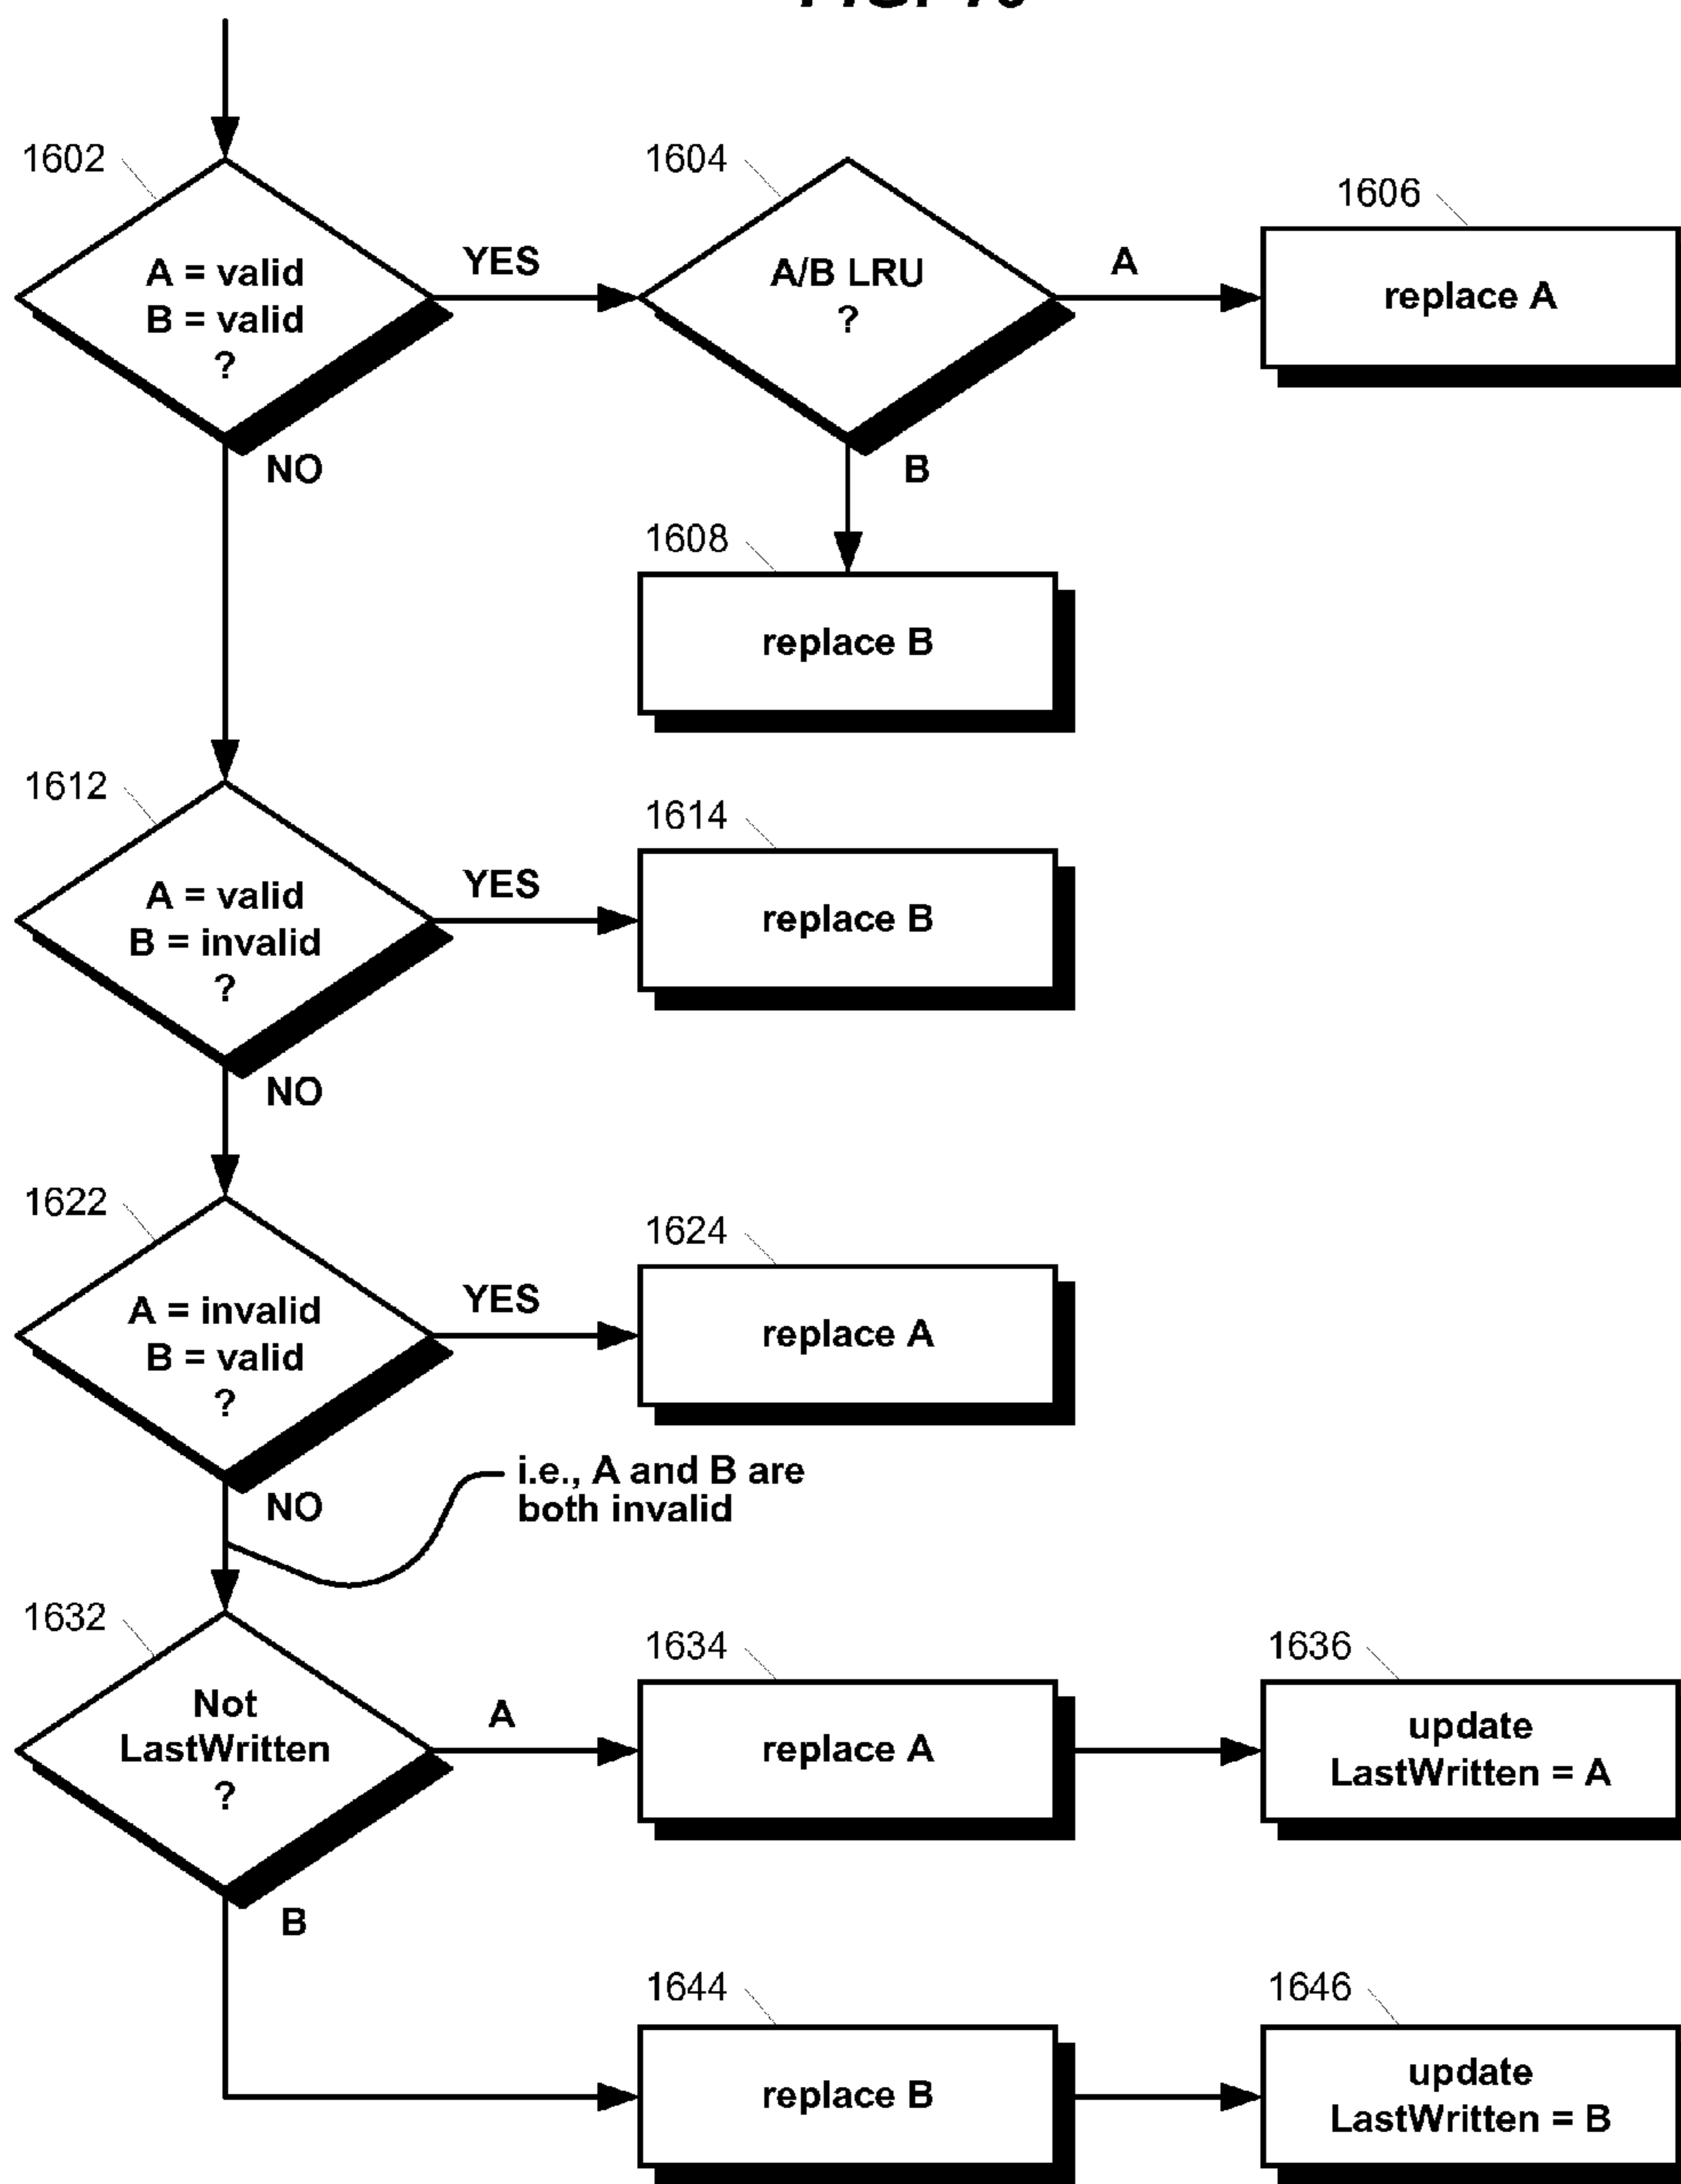 1602
A = valid
B = valid
?
YES
NO
1604
A/B LRU
?
A
B
1606
replace A
1608
replace B
1612
A = valid
B = invalid
?
YES
NO
1614
replace B
1622
A = invalid
B = valid
?
YES
NO
1624
replace A
i.e., A and B are
both invalid
1632
Not
LastWritten
?
A
B
1634
replace A
1636
update
LastWritten = A
1644
replace B
1646
update
LastWritten = B